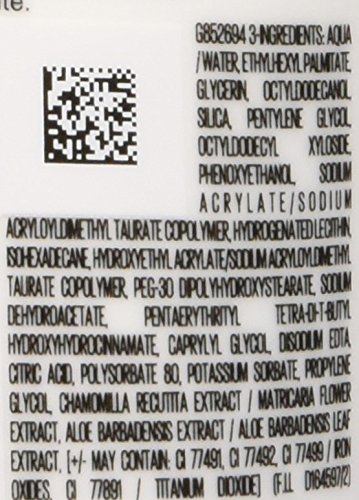 ite.
G852694 3-INGREDIENTS: AQUA
/ WATER, ETHYLHEXYL PALMITATE,
GLYCERIN, OCTYLDODECANOL,
SILICA, PENTYLENE GLYCOL,
OCTYLDODECYL XYLOSIDE,
PHENOXYETHANOL, SODIUM
ACRYLATE/SODIUM
ACRYLOYLDIMETHYL TAURATE COPOLYMER, HYDROGENATED LECITHIN,
ISOHEXADECANE, HYDROXYETHYL ACRYLATE/SODIUM ACRYLOYLDIMETHYL
TAURATE COPOLYMER, PEG-30 DIPOLYHYDROXYSTEARATE, SODIUM
DEHYDROACETATE, PENTAERYTHRITYL TETRA-DI-T-BUTYL
HYDROXYHYDROCINNAMATE, CAPRYLYL GLYCOL, DISODIUM EDTA,
CITRIC ACID, POLYSORBATE 80, POTASSIUM SORBATE, PROPYLENE
GLYCOL, CHAMOMILLA RECUTITA EXTRACT / MATRICARIA FLOWER
EXTRACT, ALOE BARBADENSIS EXTRACT / ALOE BARBADENSIS LEAF
EXTRACT, [+/- MAY CONTAIN: CI 77491, CI 77492, CI 77499 / IRON
OXIDES, CI 77891 / TITANIUM DIOXIDE] (F.I.L D164597/2)